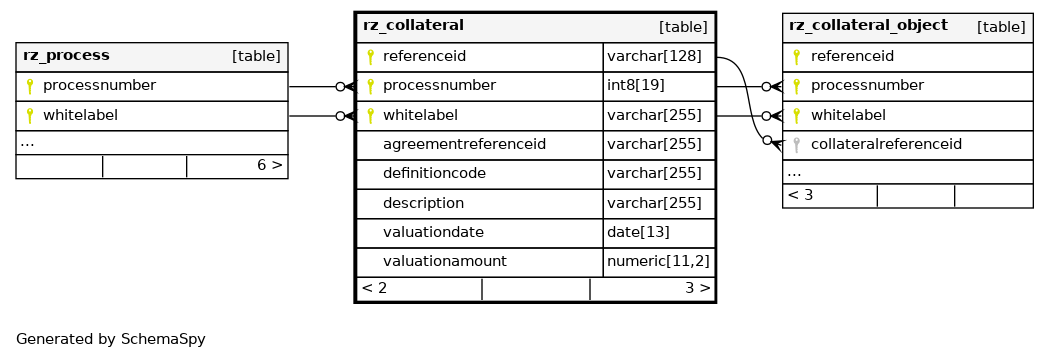 rz_process [table]
processnumber
whitelabel
...
6 >
rz_collateral [table]
referenceid varchar[128]
processnumber int8[19]
whitelabel varchar[255]
agreementreferenceid varchar[255]
definitioncode varchar[255]
description varchar[255]
valuationdate date[13]
valuationamount numeric[11,2]
< 2 3 >
rz_collateral_object [table]
referenceid
processnumber
whitelabel
collateralreferenceid
...
< 3
Generated by SchemaSpy